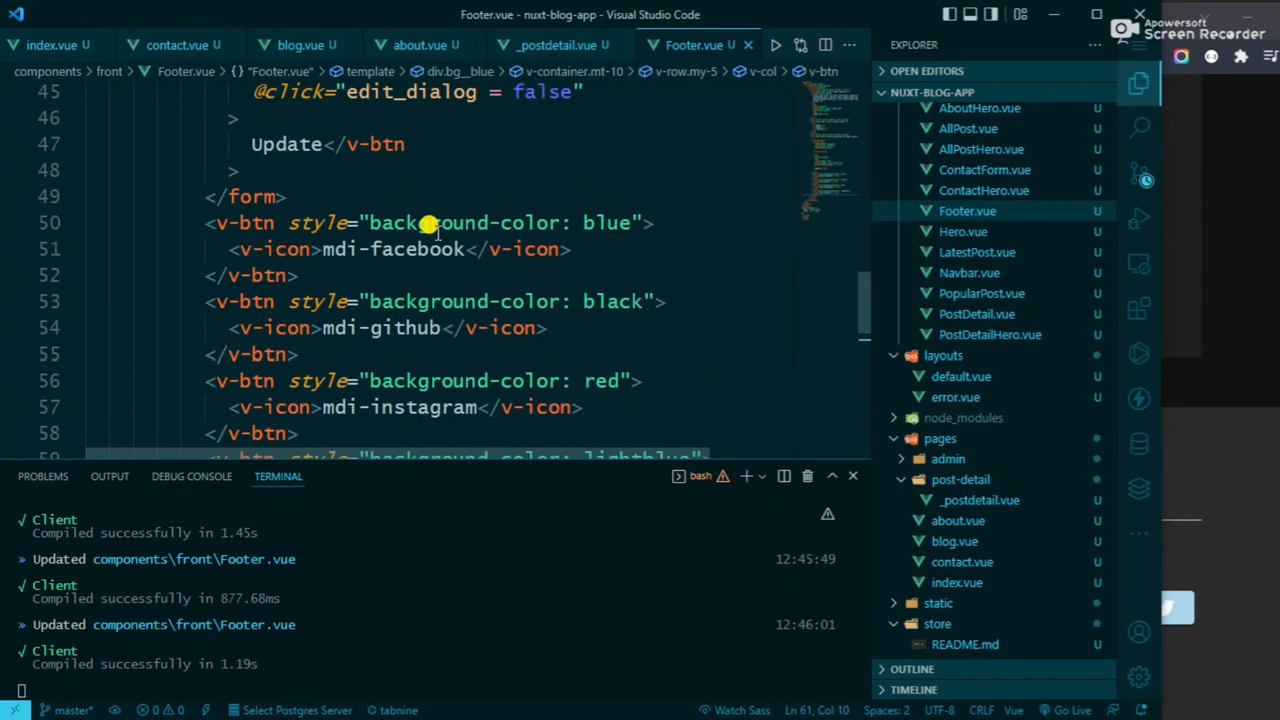 Footer.vue - nuxt-blog-app - Visual Studio Code
Apowersoft
Screen Recorder
index.vue U
contact.vue U
blog.vue U
about.vue U
_postdetail.vue U
Footer.vue U
EXPLORER
components > front > Footer.vue > {} "Footer.vue" > template > div.bg__blue > v-container.mt-10 > v-row.my-5 > v-col > v-btn
45 @click="edit_dialog = false"
46 >
47 Update</v-btn
48 >
49 </form>
50 <v-btn style="background-color: blue">
51 <v-icon>mdi-facebook</v-icon>
52 </v-btn>
53 <v-btn style="background-color: black">
54 <v-icon>mdi-github</v-icon>
55 </v-btn>
56 <v-btn style="background-color: red">
57 <v-icon>mdi-instagram</v-icon>
58 </v-btn>
59 <v-btn style="background-color: lightblue">
OPEN EDITORS
NUXT-BLOG-APP
AboutHero.vue U
AllPost.vue U
AllPostHero.vue U
ContactForm.vue U
ContactHero.vue U
Footer.vue U
Hero.vue U
LatestPost.vue U
Navbar.vue U
PopularPost.vue U
PostDetail.vue U
PostDetailHero.vue U
layouts
default.vue U
error.vue U
node_modules
pages
admin
post-detail
_postdetail.vue U
about.vue U
blog.vue U
contact.vue U
index.vue U
static
store
README.md U
OUTLINE
TIMELINE
PROBLEMS OUTPUT DEBUG CONSOLE TERMINAL
bash
√ Client
Compiled successfully in 1.45s
» Updated components\front\Footer.vue 12:45:49
√ Client
Compiled successfully in 877.68ms
» Updated components\front\Footer.vue 12:46:01
√ Client
Compiled successfully in 1.19s
master* 0 0 Select Postgres Server tabnine Watch Sass Ln 61, Col 10 Spaces: 2 UTF-8 CRLF Vue Go Live